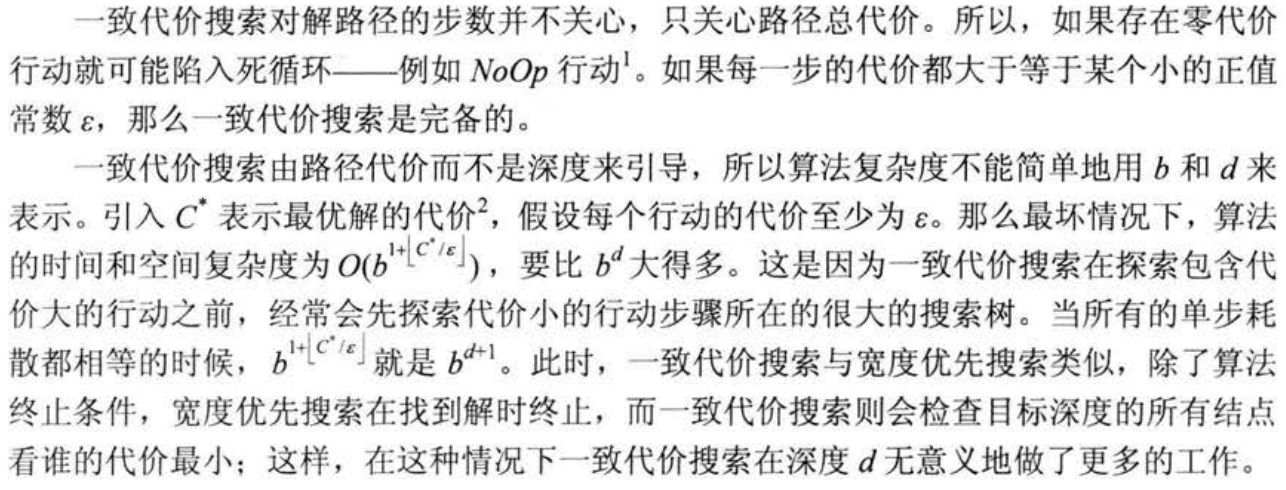 一致代价搜索对解路径的步数并不关心，只关心路径总代价。所以，如果存在零代价
行动就可能陷入死循环——例如 NoOp 行动¹。如果每一步的代价都大于等于某个小的正值
常数 ε，那么一致代价搜索是完备的。
一致代价搜索由路径代价而不是深度来引导，所以算法复杂度不能简单地用 b 和 d 来
表示。引入 C* 表示最优解的代价²，假设每个行动的代价至少为 ε。那么最坏情况下，算法
的时间和空间复杂度为 O(b^{1+⌊C*/ε⌋})，要比 b^d 大得多。这是因为一致代价搜索在探索包含代
价大的行动之前，经常会先探索代价小的行动步骤所在的很大的搜索树。当所有的单步耗
散都相等的时候，b^{1+⌊C*/ε⌋} 就是 b^{d+1}。此时，一致代价搜索与宽度优先搜索类似，除了算法
终止条件，宽度优先搜索在找到解时终止，而一致代价搜索则会检查目标深度的所有结点
看谁的代价最小；这样，在这种情况下一致代价搜索在深度 d 无意义地做了更多的工作。